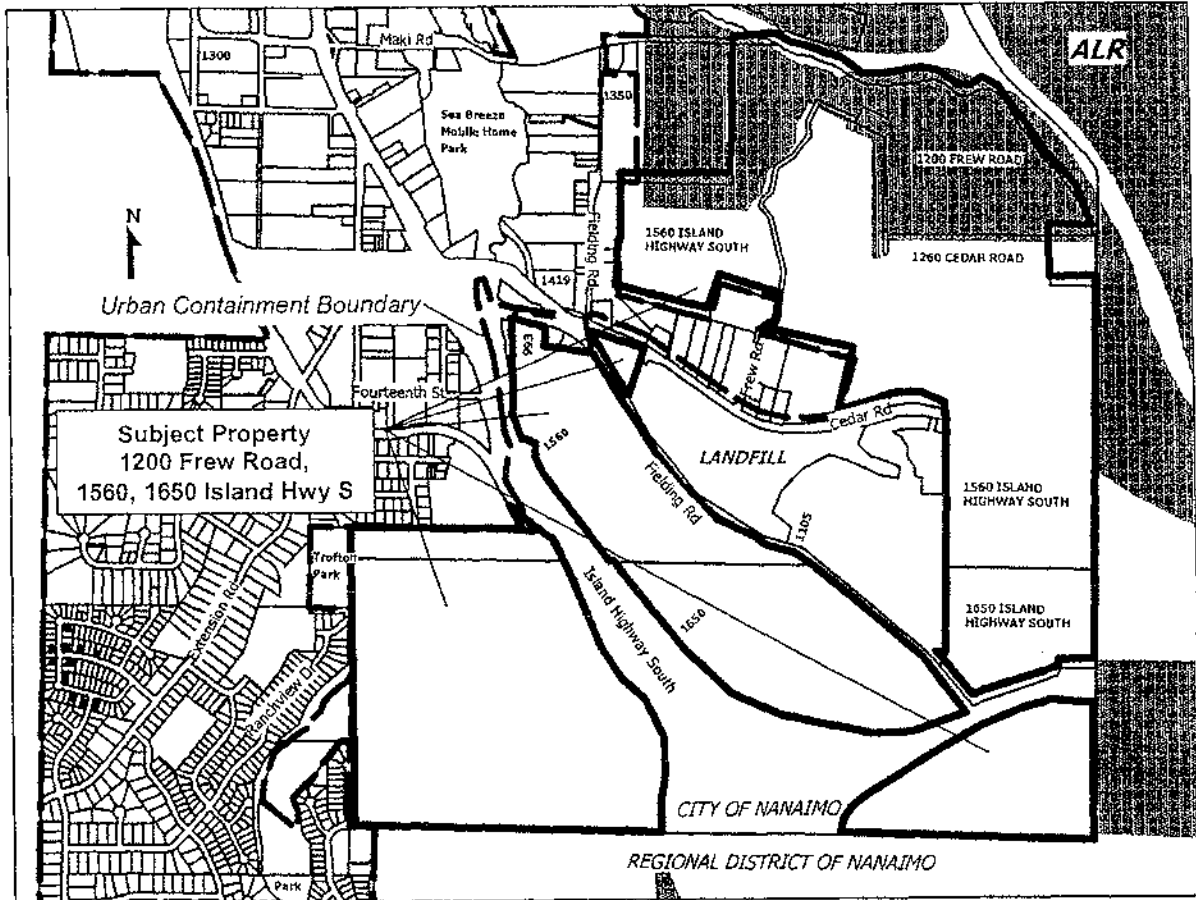 Maki Rd
ALR
1300
1350
Sea Breeze
Mobile Home
Park
1200 FREW ROAD
N
Fielding Rd
1560 ISLAND
HIGHWAY SOUTH
1260 CEDAR ROAD
1419
Urban Containment Boundary
993
Frew Rd
Fourteenth St
Cedar Rd
Subject Property
1200 Frew Road,
1560, 1650 Island Hwy S
1560
LANDFILL
Fielding Rd
1560 ISLAND
HIGHWAY SOUTH
1105
Trofton
Park
Extension Rd
Island Highway South
1650
1650 ISLAND
HIGHWAY SOUTH
Ranchview D
CITY OF NANAIMO
REGIONAL DISTRICT OF NANAIMO
Park